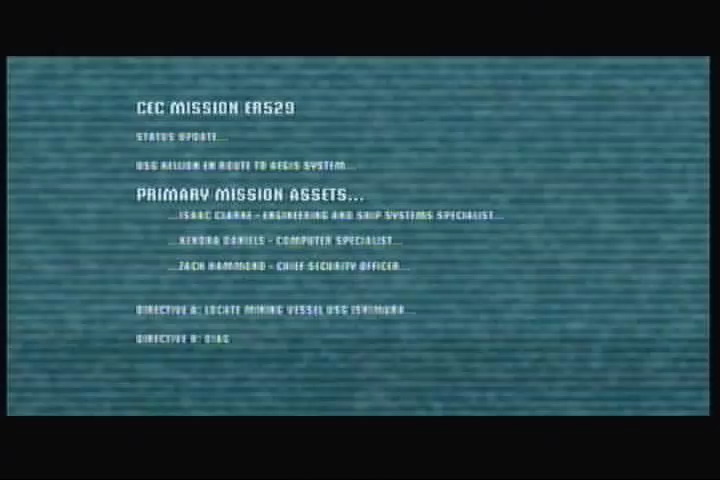 CEC MISSION ER529
STATUS UPDATE...
USG KELLION EN ROUTE TO AEGIS SYSTEM...
PRIMARY MISSION ASSETS...
...ISAAC CLARKE - ENGINEERING AND SHIP SYSTEMS SPECIALIST...
...KENDRA DANIELS - COMPUTER SPECIALIST...
...ZACH HAMMOND - CHIEF SECURITY OFFICER...
DIRECTIVE A: LOCATE MINING VESSEL USG ISHIMURA...
DIRECTIVE B: DIAG